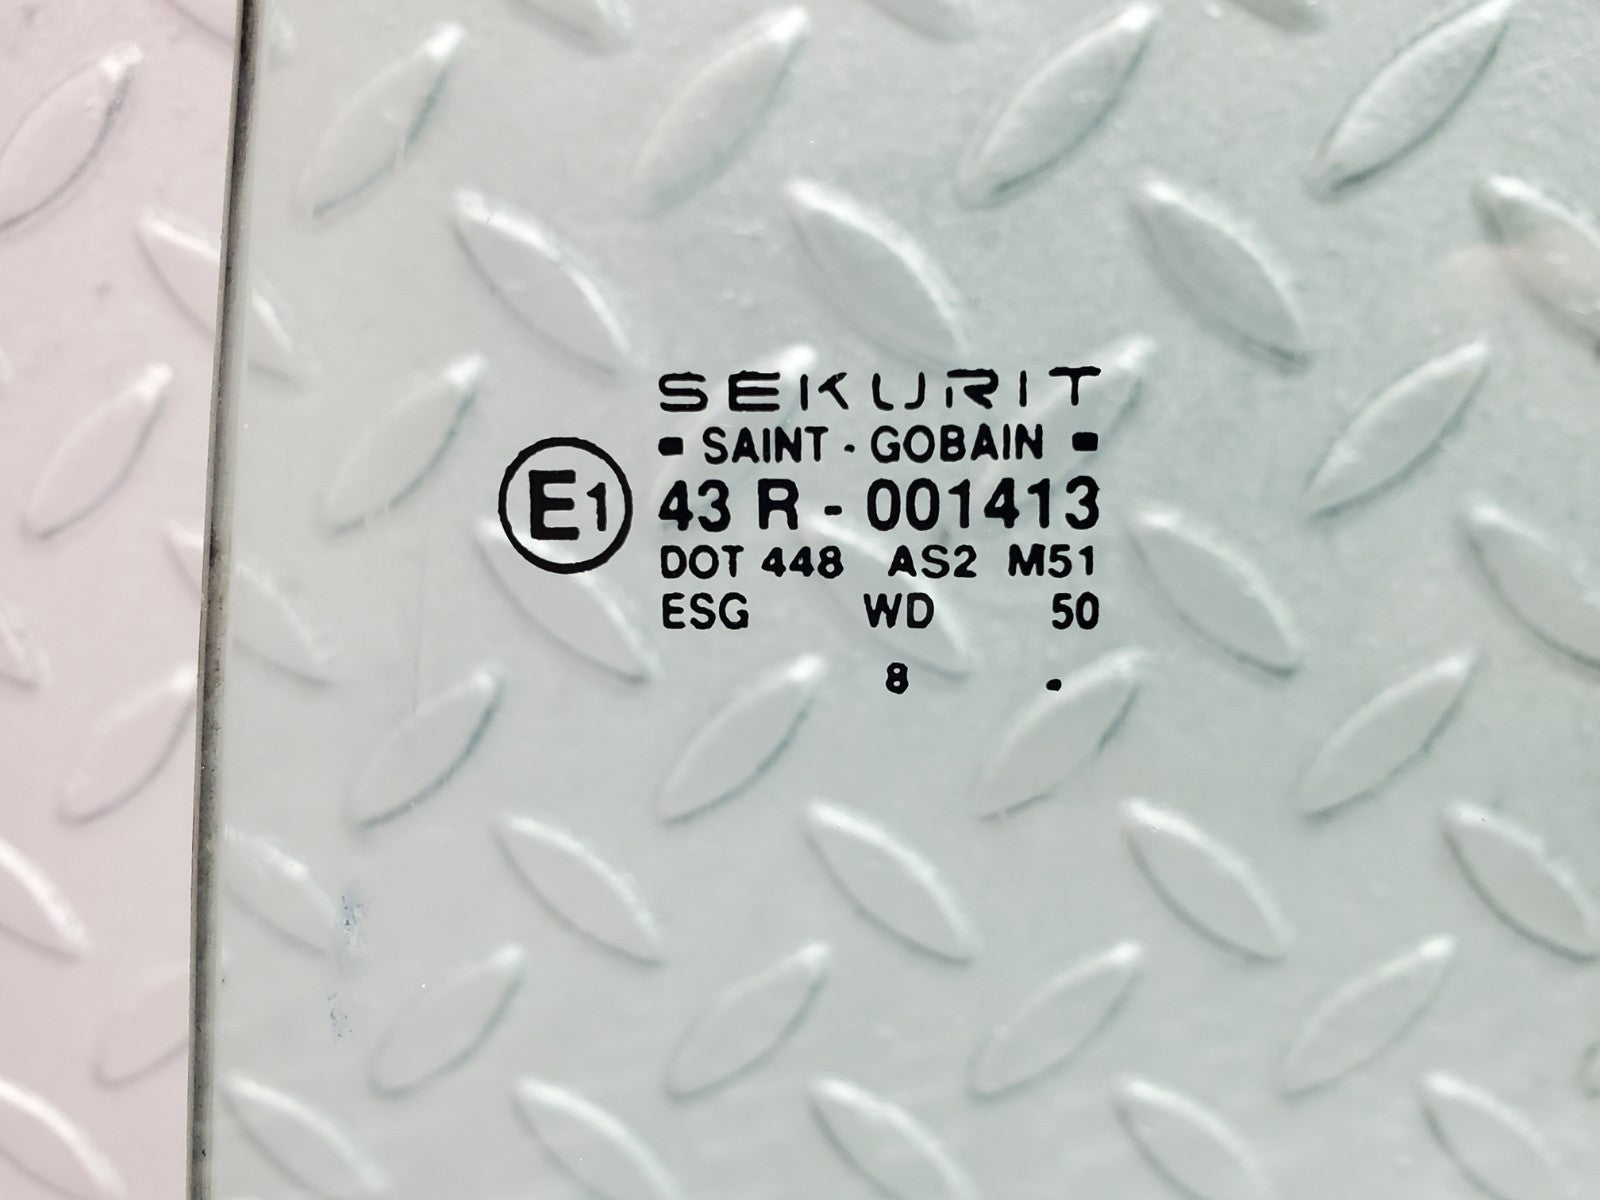 SEKURIT
SAINT - GOBAIN
E1 43 R - 001413
DOT 448 AS2 M51
ESG WD 50
8 .